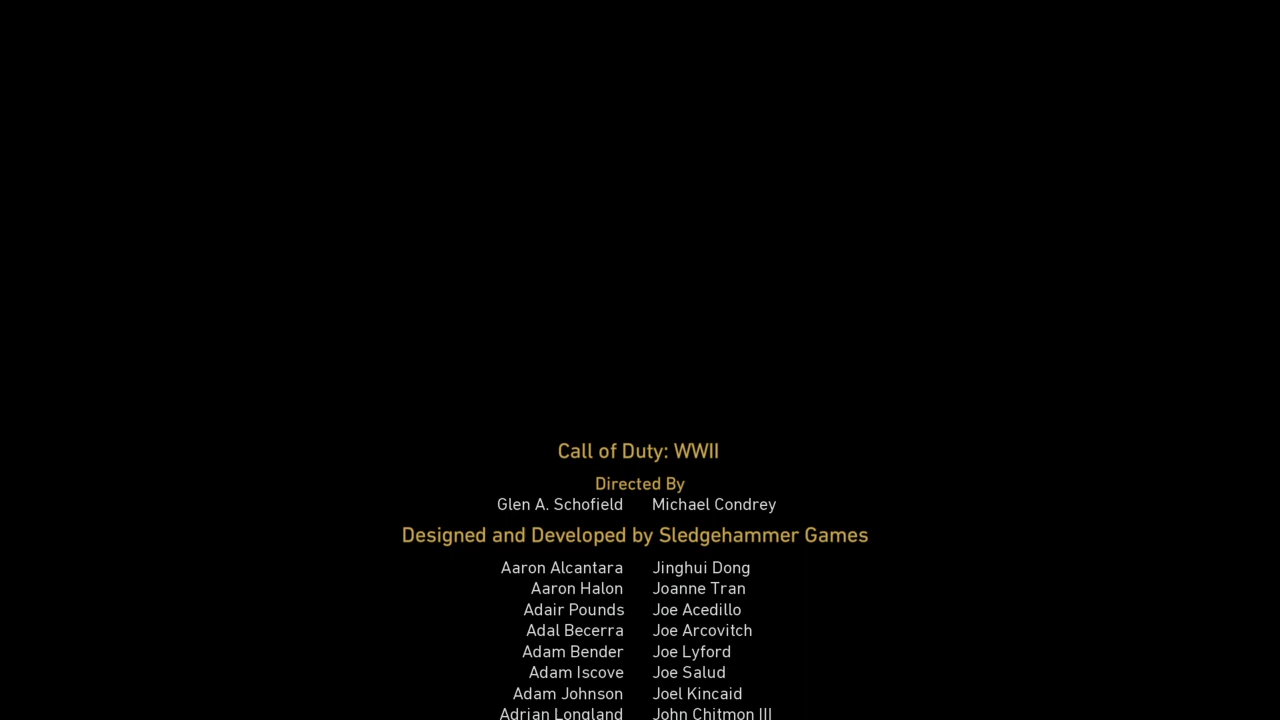 Call of Duty: WWII
Directed By
Glen A. Schofield Michael Condrey
Designed and Developed by Sledgehammer Games
Aaron Alcantara Jinghui Dong
Aaron Halon Joanne Tran
Adair Pounds Joe Acedillo
Adal Becerra Joe Arcovitch
Adam Bender Joe Lyford
Adam Iscove Joe Salud
Adam Johnson Joel Kincaid
Adrian Longland John Chitmon III